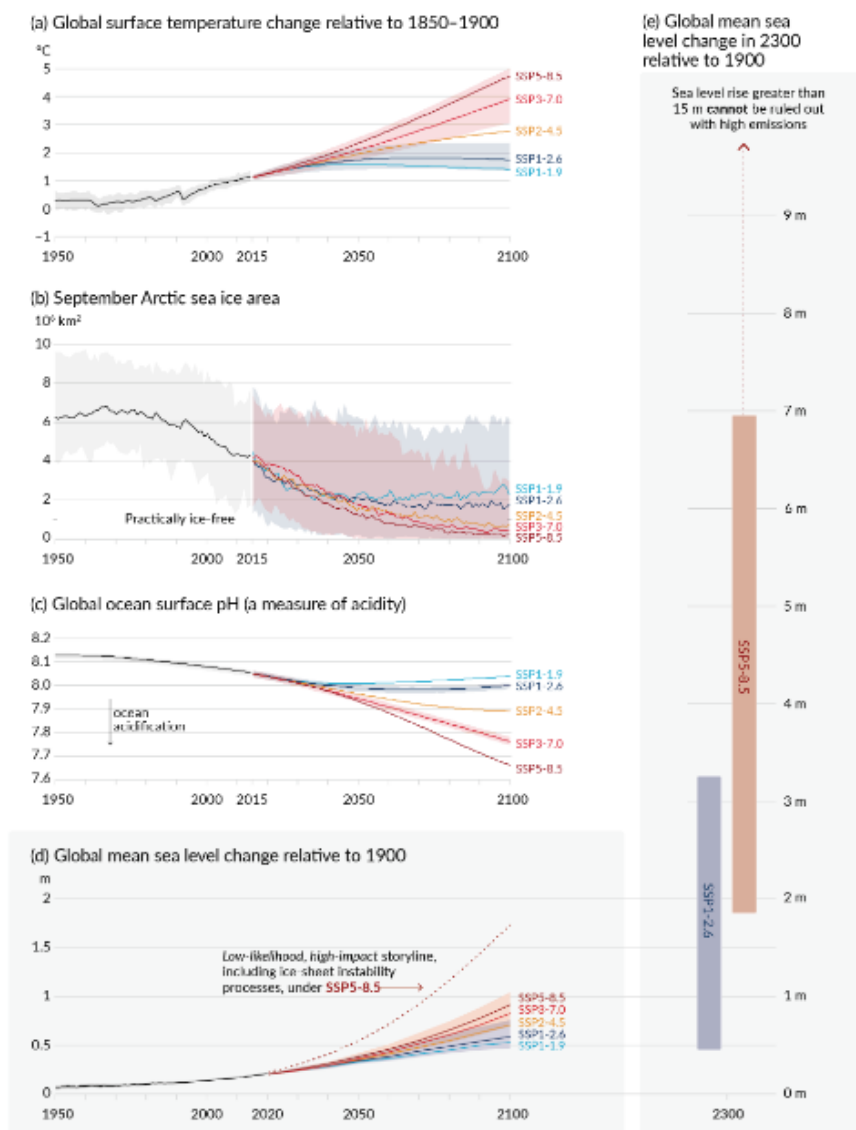 (a) Global surface temperature change relative to 1850–1900
°C
5
4
3
2
1
0
−1
SSP5-8.5
SSP3-7.0
SSP2-4.5
SSP1-2.6
SSP1-1.9
1950
2000
2015
2050
2100
(b) September Arctic sea ice area
10⁶ km²
10
8
6
4
2
0
Practically ice-free
SSP1-1.9
SSP1-2.6
SSP2-4.5
SSP3-7.0
SSP5-8.5
1950
2000
2015
2050
2100
(c) Global ocean surface pH (a measure of acidity)
8.2
8.1
8.0
7.9
7.8
7.7
7.6
ocean
acidification
SSP1-1.9
SSP1-2.6
SSP2-4.5
SSP3-7.0
SSP5-8.5
1950
2000
2015
2050
2100
(d) Global mean sea level change relative to 1900
m
2
1.5
1
0.5
0
Low-likelihood, high-impact storyline,
including ice-sheet instability
processes, under SSP5-8.5
SSP5-8.5
SSP3-7.0
SSP2-4.5
SSP1-2.6
SSP1-1.9
1950
2000
2020
2050
2100
(e) Global mean sea
level change in 2300
relative to 1900
Sea level rise greater than
15 m cannot be ruled out
with high emissions
9 m
8 m
7 m
6 m
5 m
4 m
3 m
2 m
1 m
0 m
SSP5-8.5
SSP1-2.6
2300